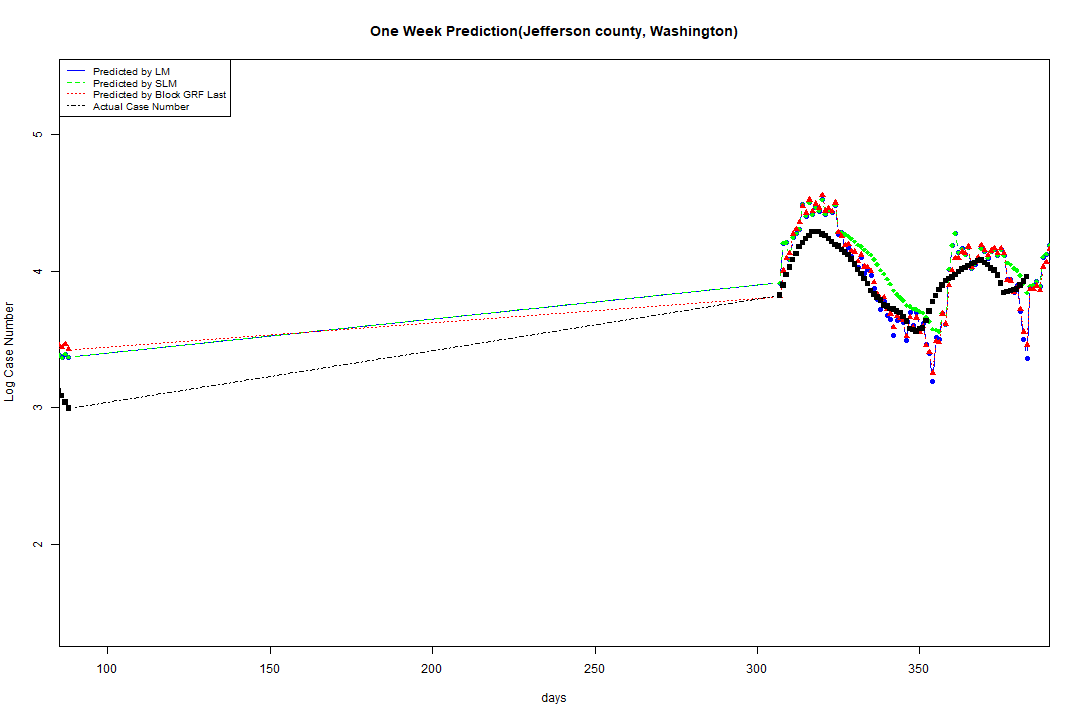 One Week Prediction(Jefferson county, Washington)
Predicted by LM
Predicted by SLM
Predicted by Block GRF Last
Actual Case Number
5
4
3
2
Log Case Number
100 150 200 250 300 350
days